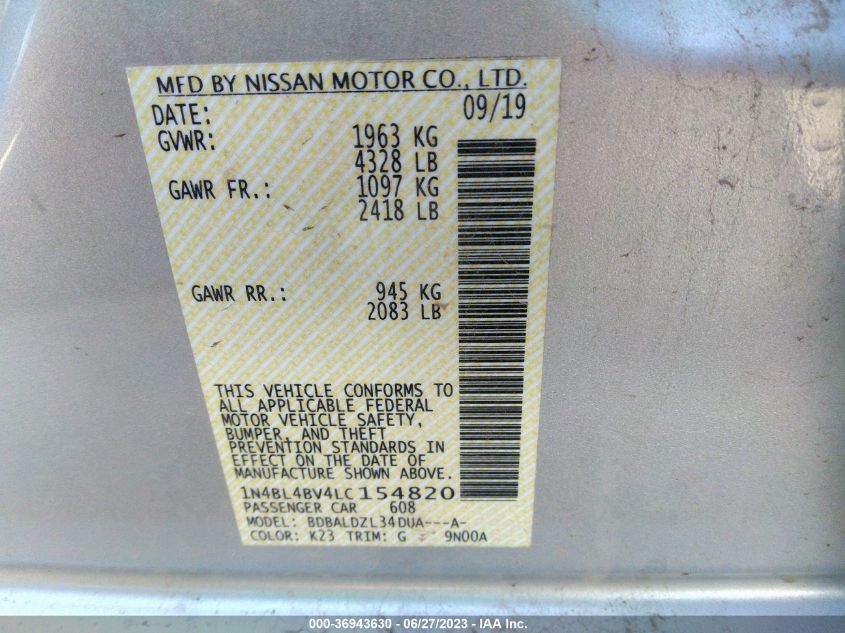 MFD BY NISSAN MOTOR CO., LTD.
DATE: 09/19
GVWR: 1963 KG
4328 LB
GAWR FR.: 1097 KG
2418 LB
GAWR RR.: 945 KG
2083 LB
THIS VEHICLE CONFORMS TO
ALL APPLICABLE FEDERAL
MOTOR VEHICLE SAFETY,
BUMPER, AND THEFT
PREVENTION STANDARDS IN
EFFECT ON THE DATE OF
MANUFACTURE SHOWN ABOVE.
1N4BL4BV4LC154820
PASSENGER CAR 608
MODEL: BDBALDZL34DUA---A-
COLOR: K23 TRIM: G 9N00A
000-36943630 - 06/27/2023 - IAA Inc.